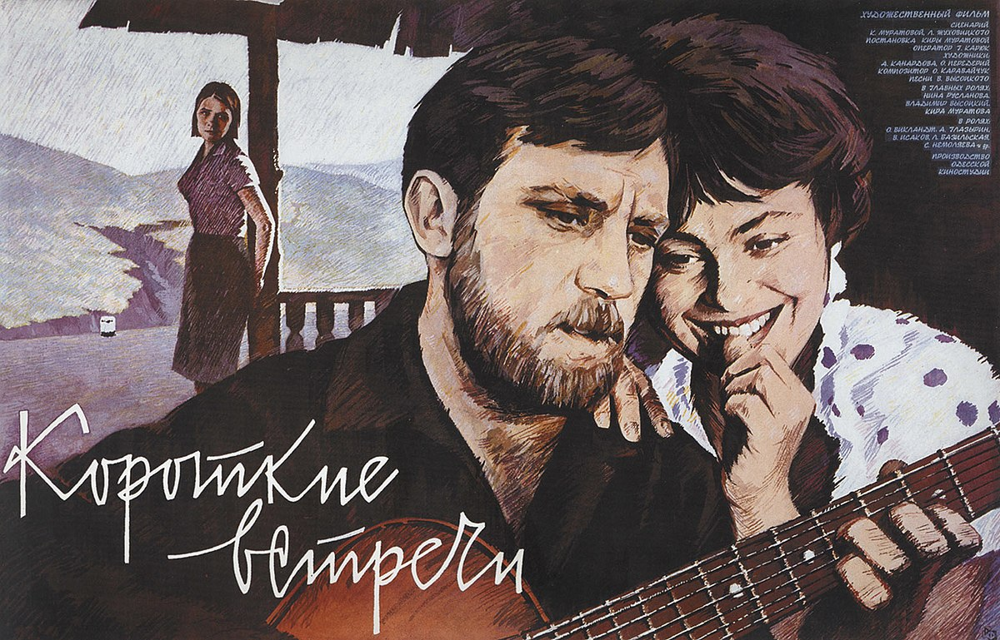 ХУДОЖЕСТВЕННЫЙ ФИЛЬМ
СЦЕНАРИЙ
К. МУРАТОВОЙ, Л. ЖУХОВИЦКОГО
ПОСТАНОВКА КИРЫ МУРАТОВОЙ
ОПЕРАТОР Г. КАРЮК
ХУДОЖНИКИ:
А. КАНАРДОВА, О. ПЕРЕДЕРИЙ
КОМПОЗИТОР О. КАРАВАЙЧУК
ПЕСНИ В. ВЫСОЦКОГО
В ГЛАВНЫХ РОЛЯХ:
НИНА РУСЛАНОВА,
ВЛАДИМИР ВЫСОЦКИЙ,
КИРА МУРАТОВА
В РОЛЯХ:
О. ВИКЛАНДТ, А. ГЛАЗЫРИН,
В. ИСАКОВ, Л. БАЗИЛЬСКАЯ,
С. НЕМОЛЯЕВА и др.
ПРОИЗВОДСТВО
ОДЕССКОЙ
КИНОСТУДИИ
Короткие
встречи